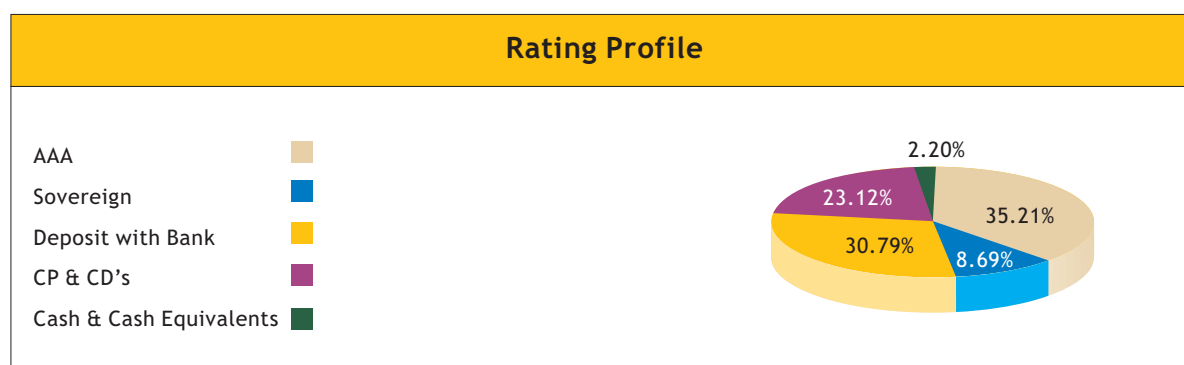 Rating Profile
AAA
Sovereign
Deposit with Bank
CP & CD’s
Cash & Cash Equivalents
2.20%
23.12%
35.21%
30.79%
8.69%